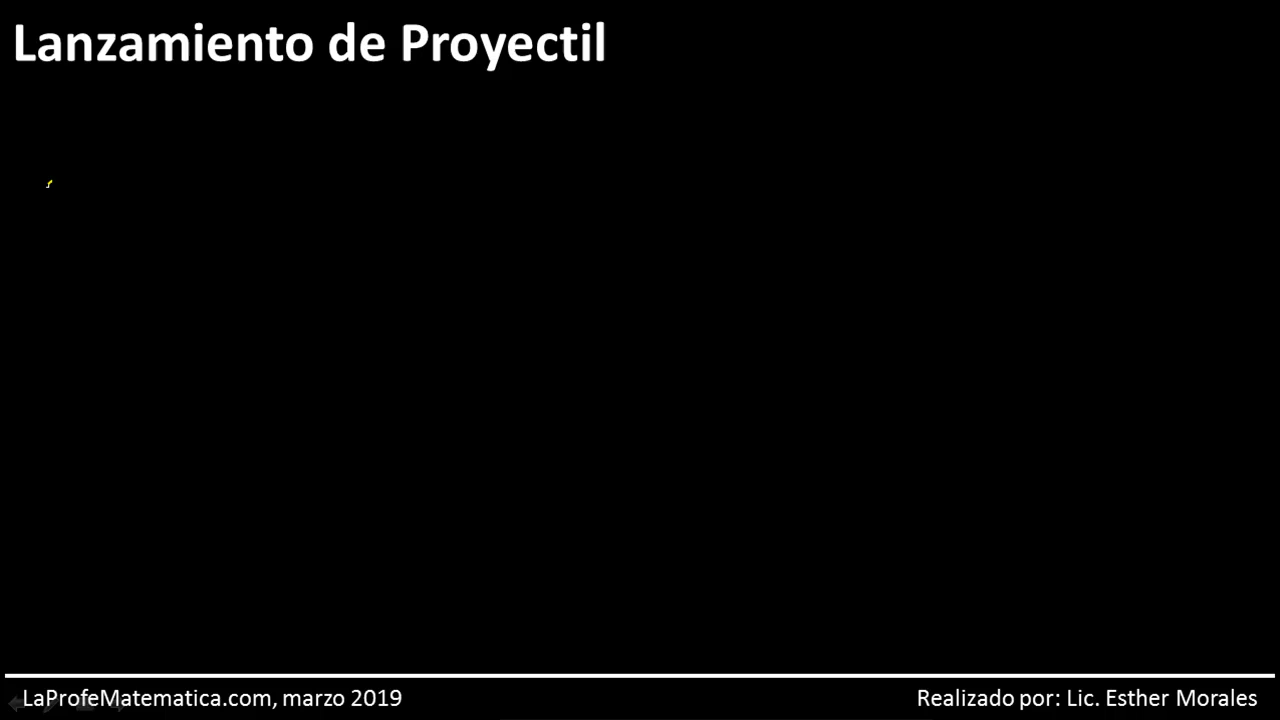 Lanzamiento de Proyectil
LaProfeMatematica.com, marzo 2019
Realizado por: Lic. Esther Morales